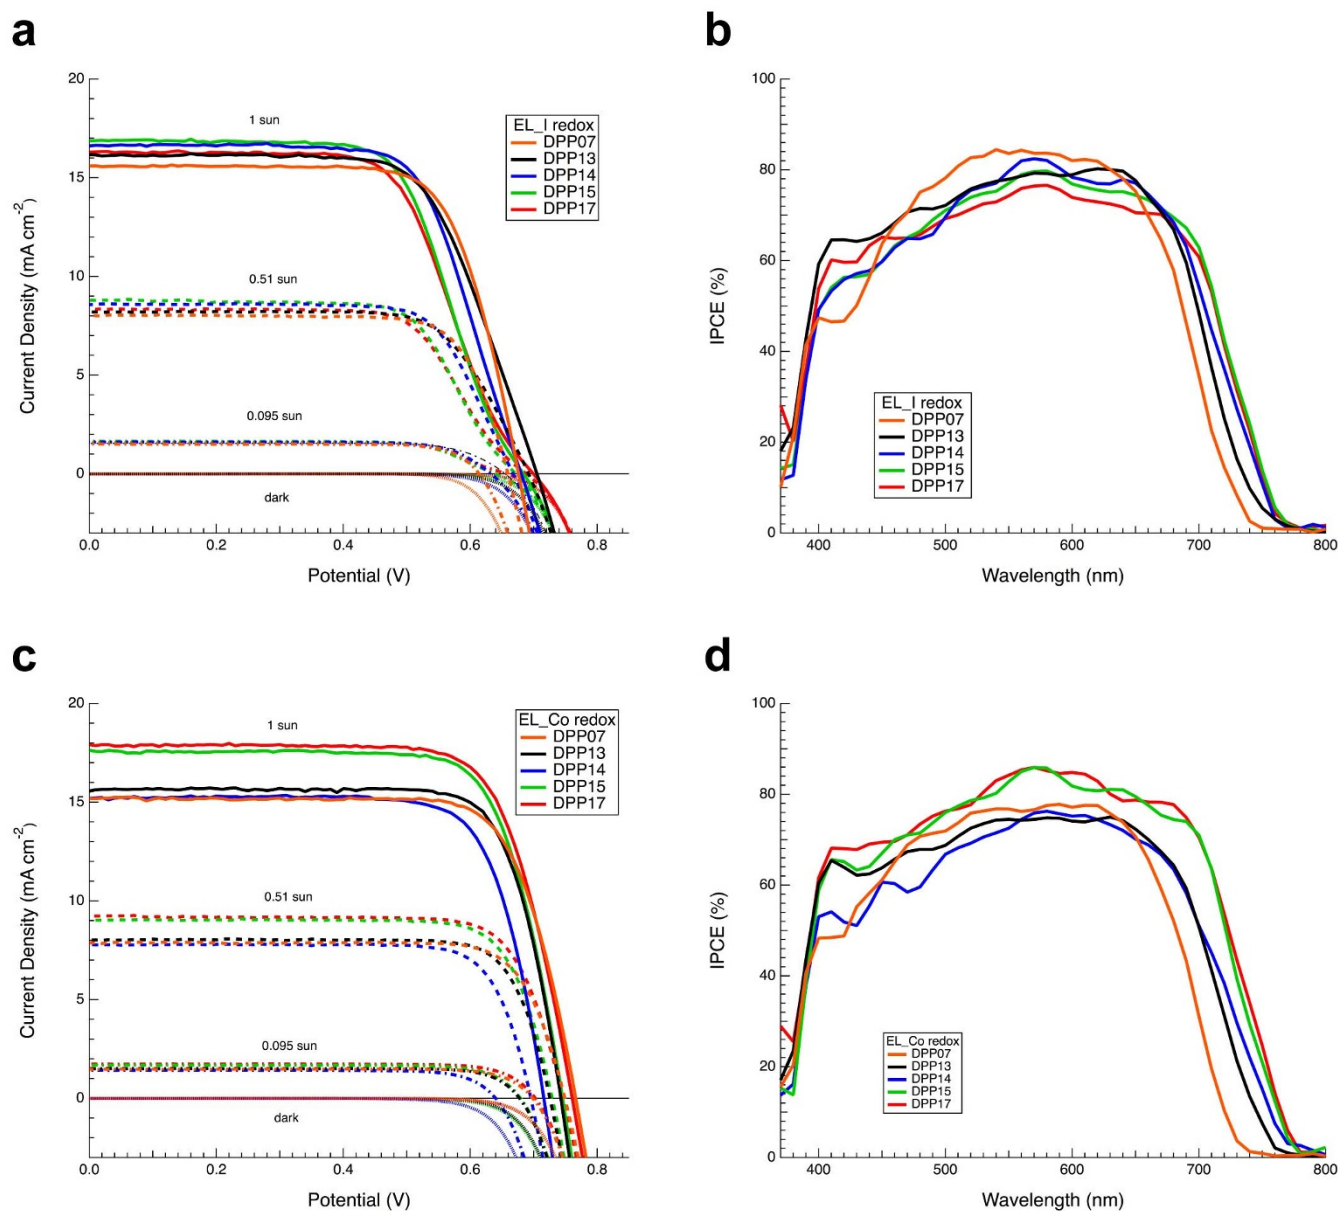 a
20
15
10
5
0
Current Density (mA cm-2)
1 sun
0.51 sun
0.095 sun
dark
EL_I redox
DPP07
DPP13
DPP14
DPP15
DPP17
0.0 0.2 0.4 0.6 0.8
Potential (V)
b
100
80
60
40
20
0
IPCE (%)
EL_I redox
DPP07
DPP13
DPP14
DPP15
DPP17
400 500 600 700 800
Wavelength (nm)
c
20
15
10
5
0
Current Density (mA cm-2)
1 sun
0.51 sun
0.095 sun
dark
EL_Co redox
DPP07
DPP13
DPP14
DPP15
DPP17
0.0 0.2 0.4 0.6 0.8
Potential (V)
d
100
80
60
40
20
0
IPCE (%)
EL_Co redox
DPP07
DPP13
DPP14
DPP15
DPP17
400 500 600 700 800
Wavelength (nm)